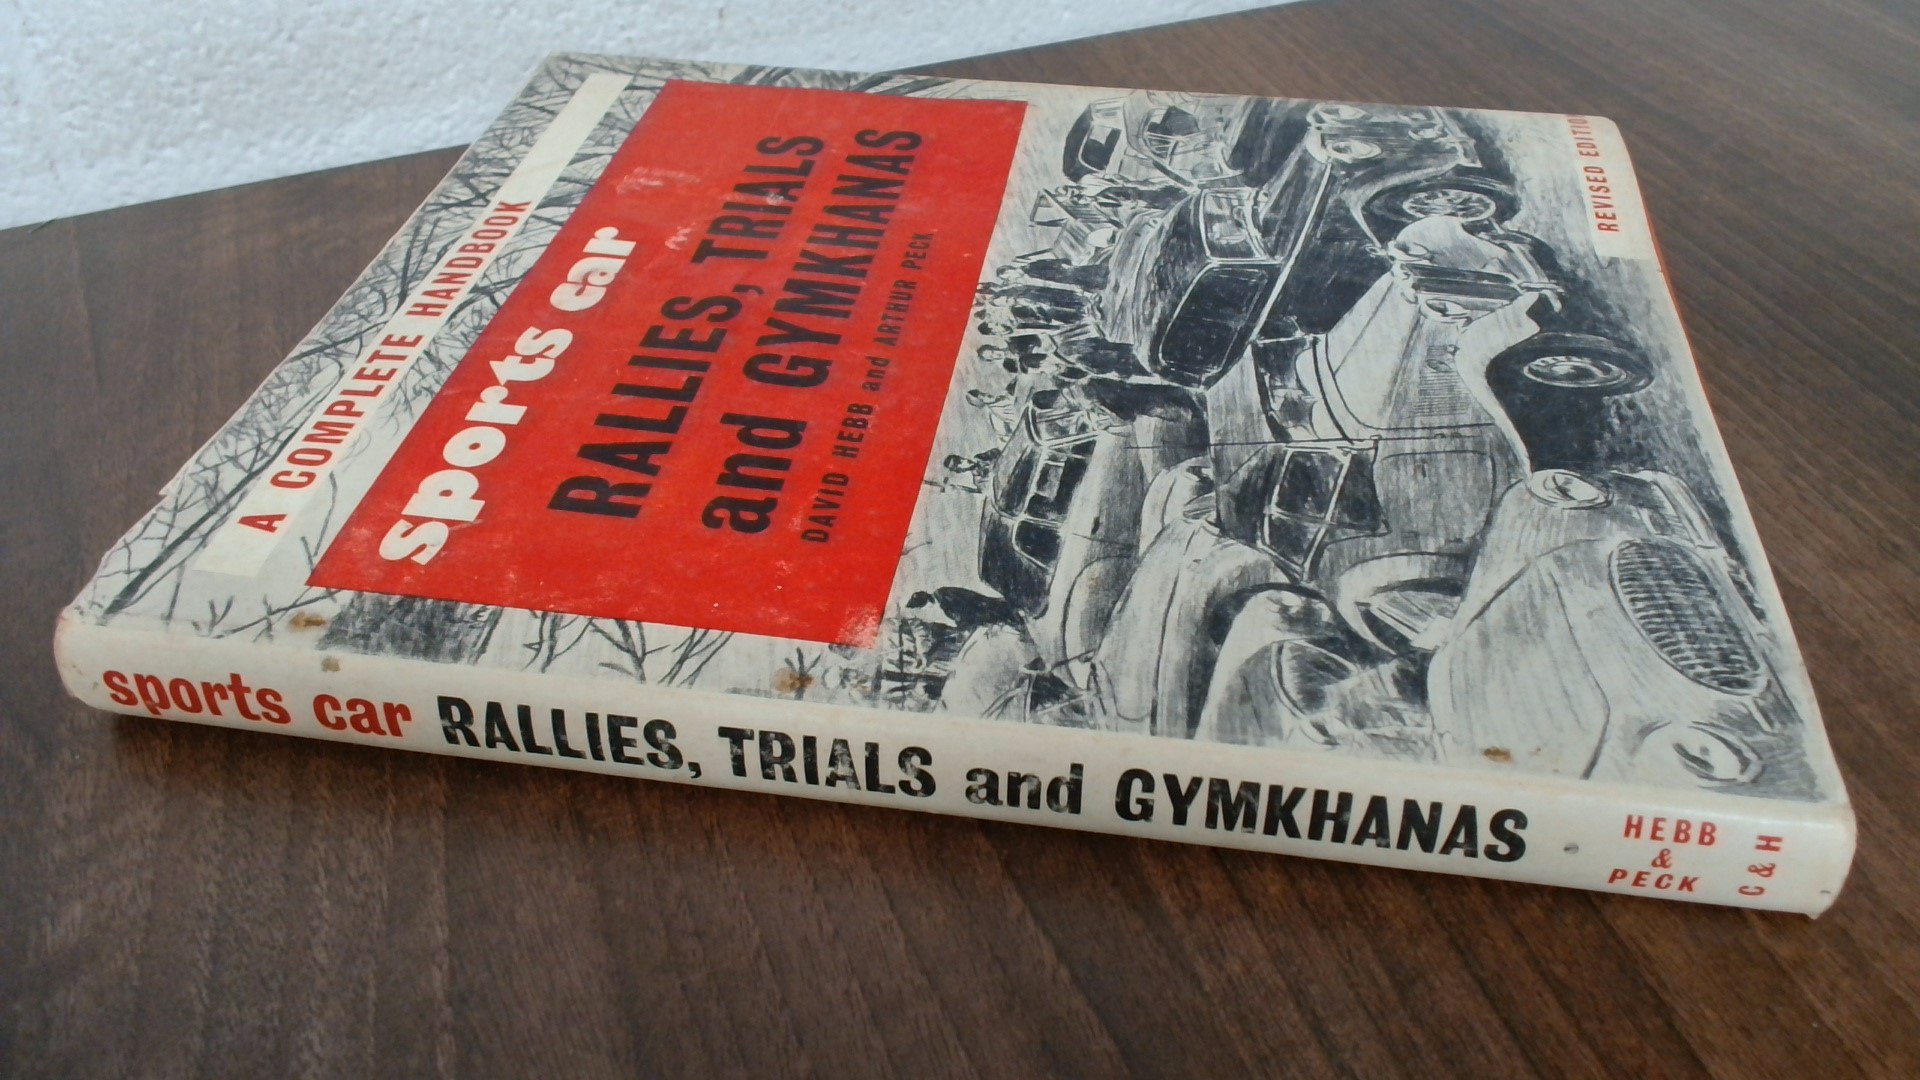 A COMPLETE HANDBOOK
sports car
RALLIES, TRIALS
and GYMKHANAS
DAVID HEBB and ARTHUR PECK
REVISED EDITION
sports car RALLIES, TRIALS and GYMKHANAS
HEBB
&
PECK
C & H